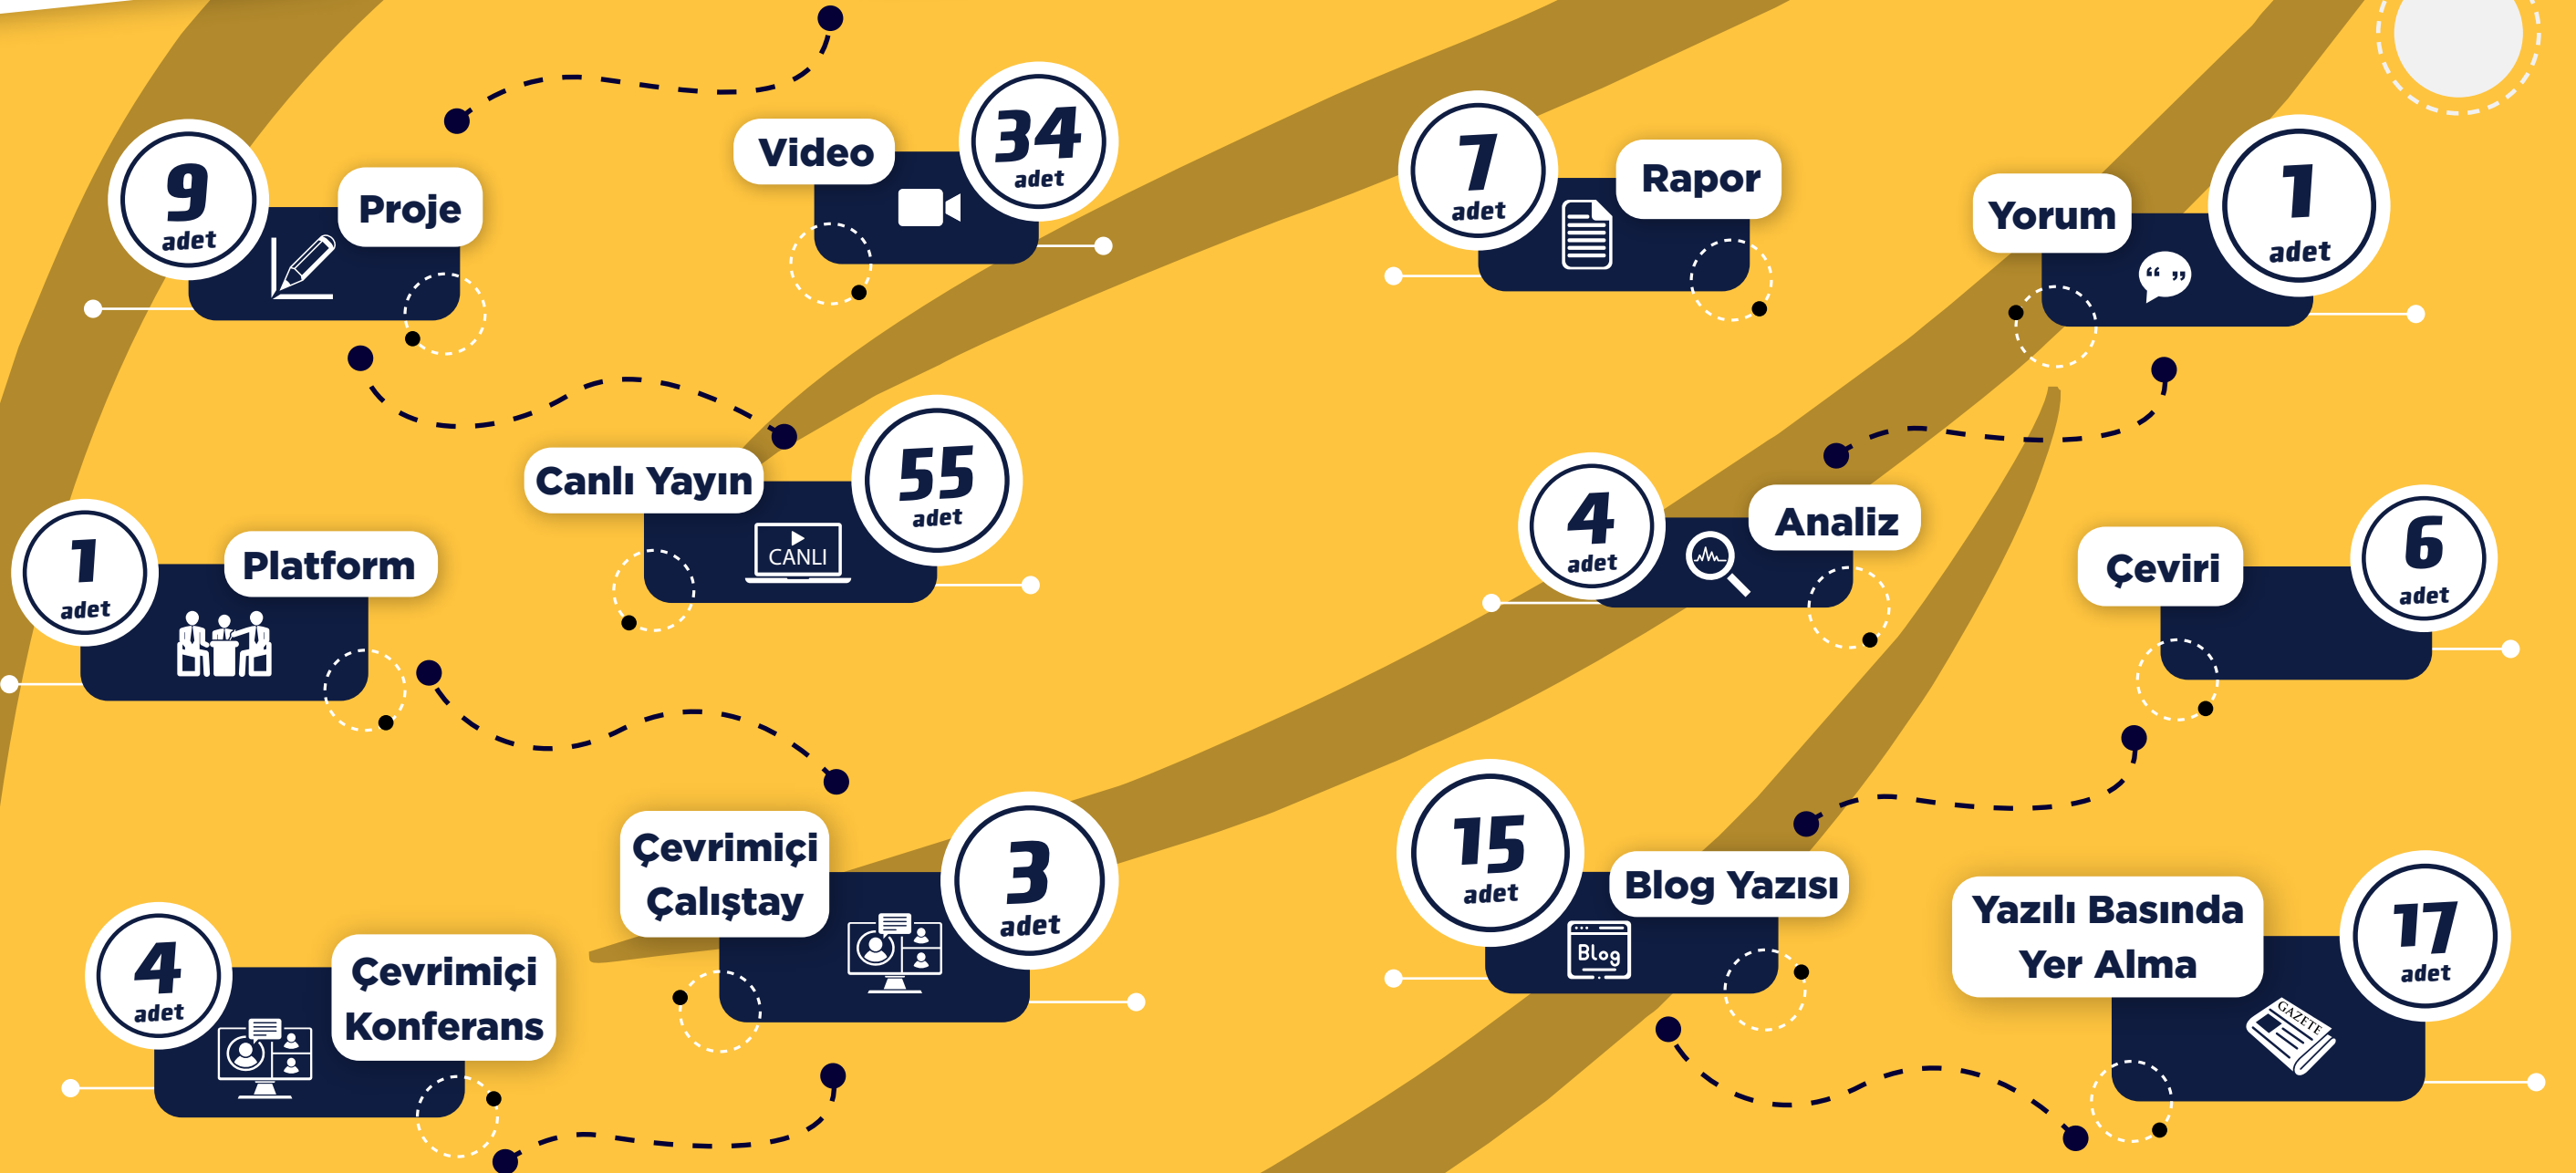 9
adet
Proje
Video
34
adet
7
adet
Rapor
Yorum
1
adet
“ ”
1
adet
Platform
Canlı Yayın
55
adet
CANLI
4
adet
Analiz
Çeviri
6
adet
4
adet
Çevrimiçi
Konferans
Çevrimiçi
Çalıştay
3
adet
15
adet
Blog Yazısı
Blog
Yazılı Basında
Yer Alma
17
adet
GAZETE